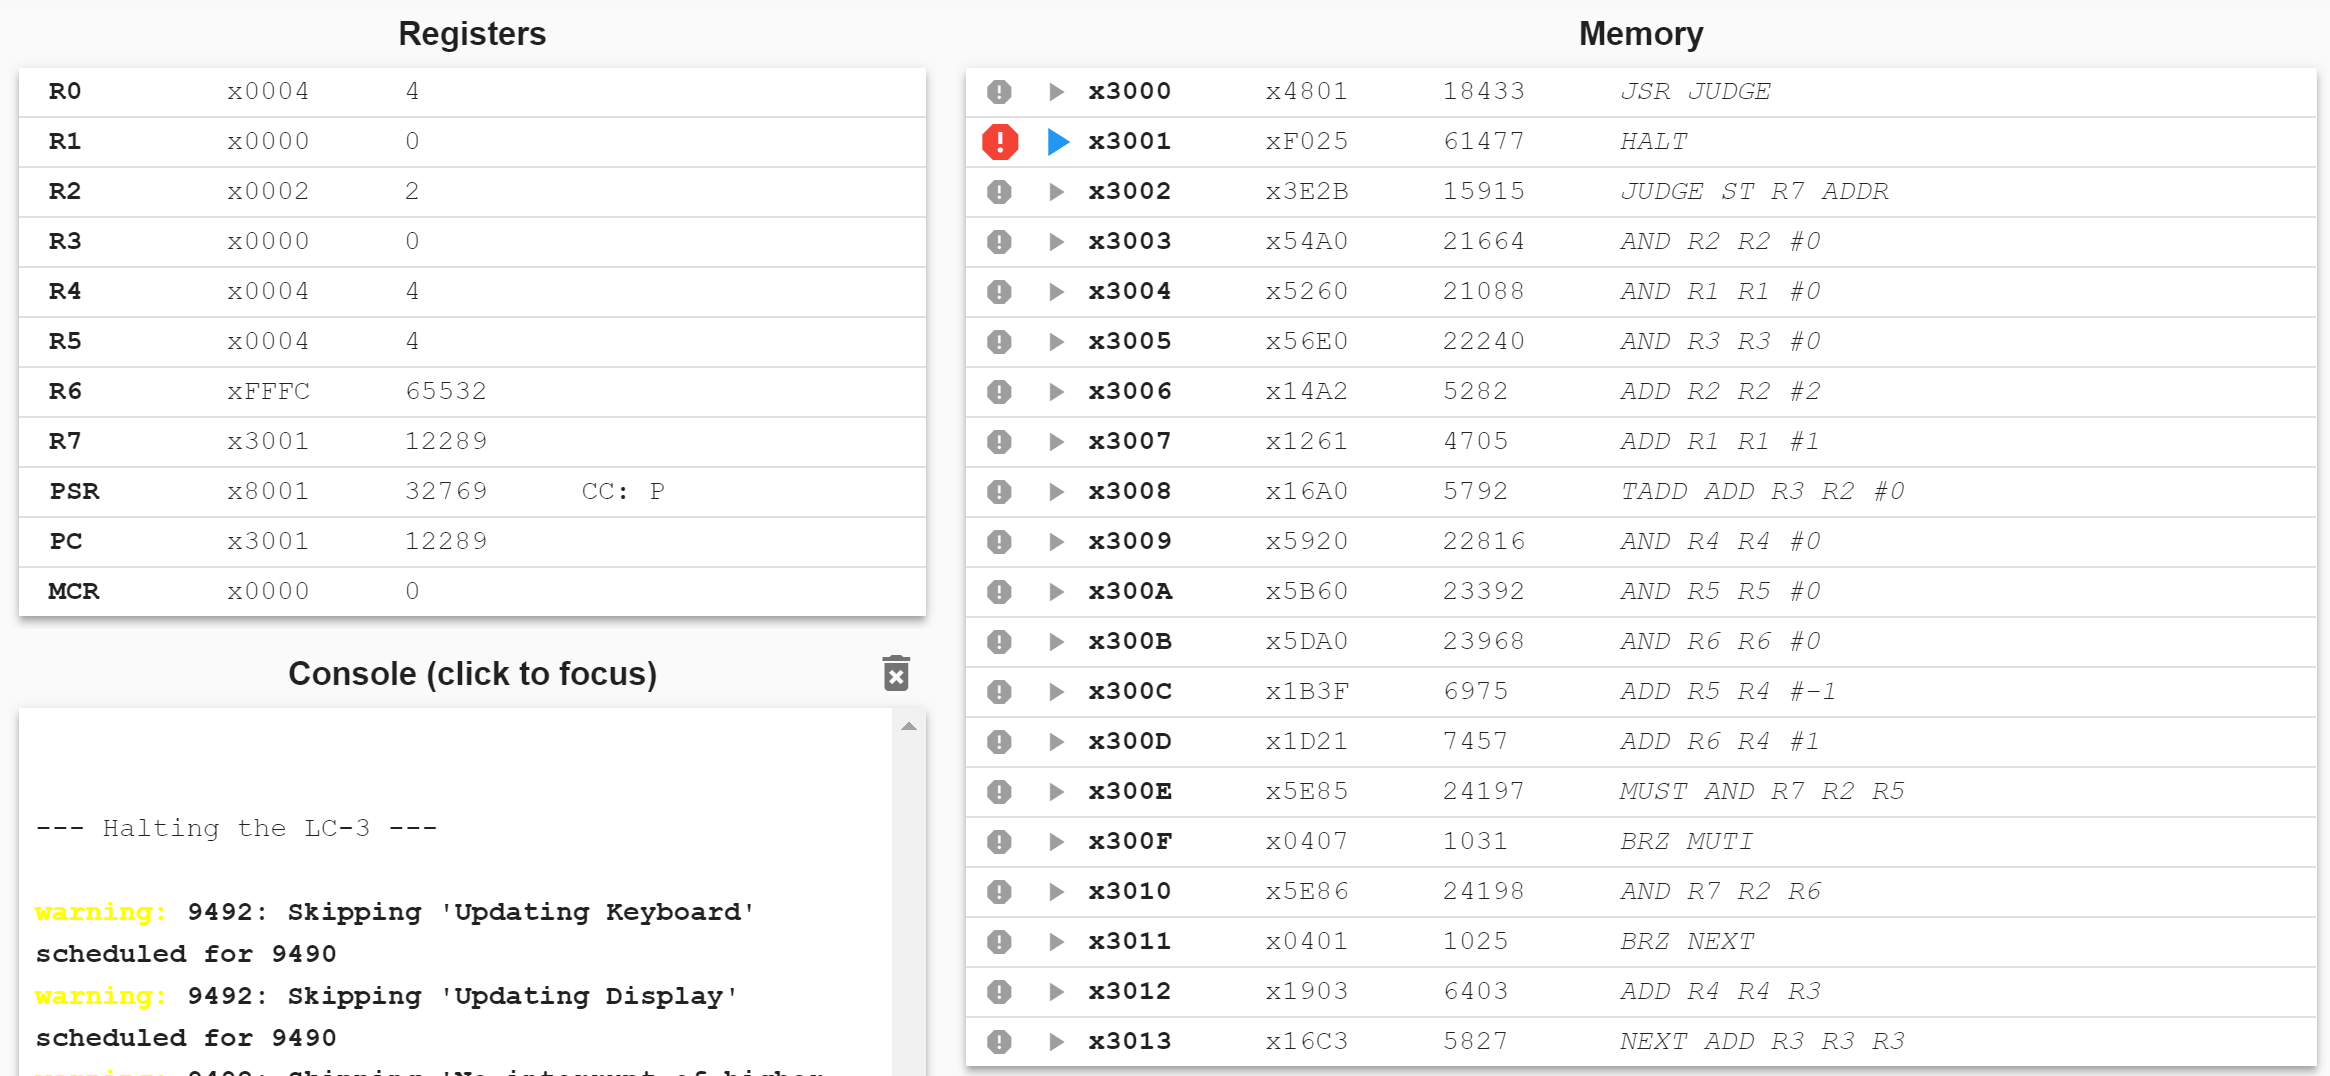 Registers
R0 x0004 4
R1 x0000 0
R2 x0002 2
R3 x0000 0
R4 x0004 4
R5 x0004 4
R6 xFFFC 65532
R7 x3001 12289
PSR x8001 32769 CC: P
PC x3001 12289
MCR x0000 0
Console (click to focus)
--- Halting the LC-3 ---
warning: 9492: Skipping 'Updating Keyboard'
scheduled for 9490
warning: 9492: Skipping 'Updating Display'
scheduled for 9490
Memory
x3000 x4801 18433 JSR JUDGE
x3001 xF025 61477 HALT
x3002 x3E2B 15915 JUDGE ST R7 ADDR
x3003 x54A0 21664 AND R2 R2 #0
x3004 x5260 21088 AND R1 R1 #0
x3005 x56E0 22240 AND R3 R3 #0
x3006 x14A2 5282 ADD R2 R2 #2
x3007 x1261 4705 ADD R1 R1 #1
x3008 x16A0 5792 TADD ADD R3 R2 #0
x3009 x5920 22816 AND R4 R4 #0
x300A x5B60 23392 AND R5 R5 #0
x300B x5DA0 23968 AND R6 R6 #0
x300C x1B3F 6975 ADD R5 R4 #-1
x300D x1D21 7457 ADD R6 R4 #1
x300E x5E85 24197 MUST AND R7 R2 R5
x300F x0407 1031 BRZ MUTI
x3010 x5E86 24198 AND R7 R2 R6
x3011 x0401 1025 BRZ NEXT
x3012 x1903 6403 ADD R4 R4 R3
x3013 x16C3 5827 NEXT ADD R3 R3 R3